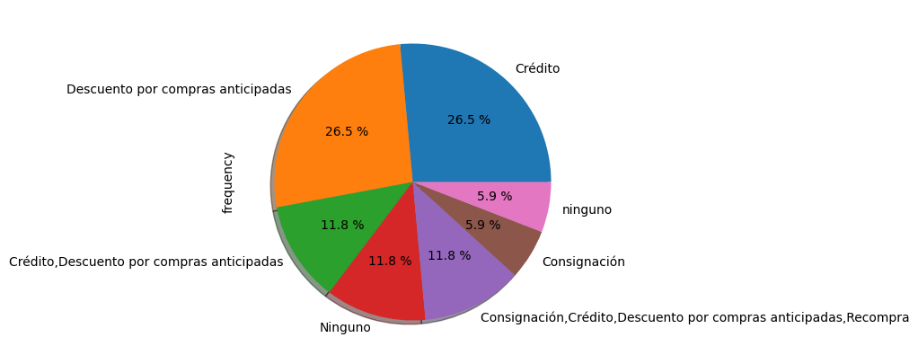 Crédito
Descuento por compras anticipadas
26.5 %
26.5 %
frequency
5.9 %
ninguno
11.8 %
5.9 %
11.8 %
11.8 %
Crédito,Descuento por compras anticipadas
Consignación
Consignación,Crédito,Descuento por compras anticipadas,Recompra
Ninguno